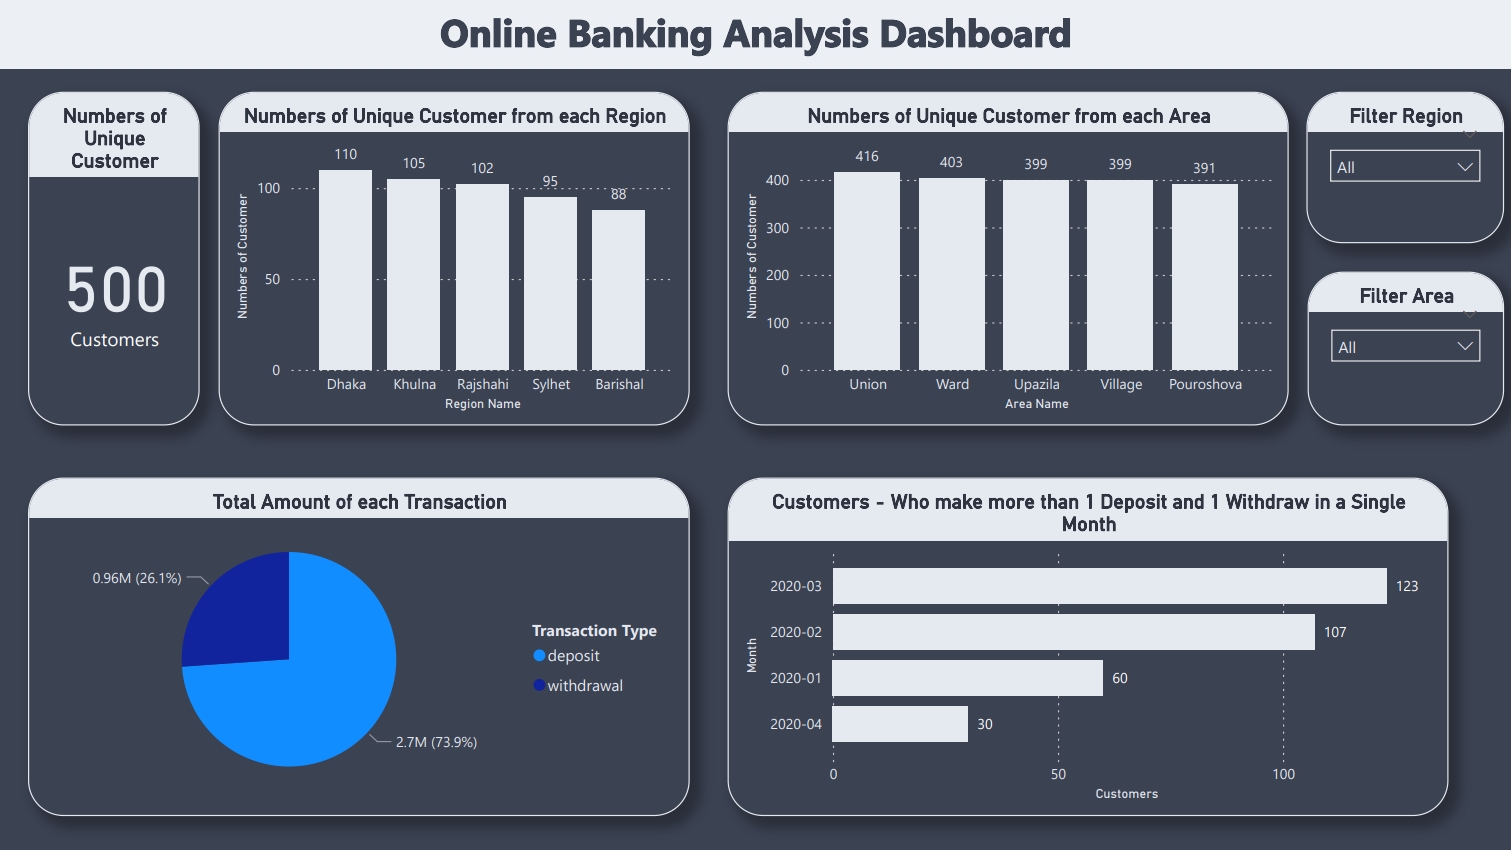 Online Banking Analysis Dashboard
Numbers of
Unique
Customer
500
Customers
Numbers of Unique Customer from each Region
Numbers of Customer
100
50
0
110
105
102
95
88
Dhaka
Khulna
Rajshahi
Sylhet
Barishal
Region Name
Numbers of Unique Customer from each Area
Numbers of Customer
400
300
200
100
0
416
403
399
399
391
Union
Ward
Upazila
Village
Pouroshova
Area Name
Filter Region
All
Filter Area
All
Total Amount of each Transaction
0.96M (26.1%)
2.7M (73.9%)
Transaction Type
deposit
withdrawal
Customers - Who make more than 1 Deposit and 1 Withdraw in a Single
Month
Month
2020-03
123
2020-02
107
2020-01
60
2020-04
30
0
50
100
Customers